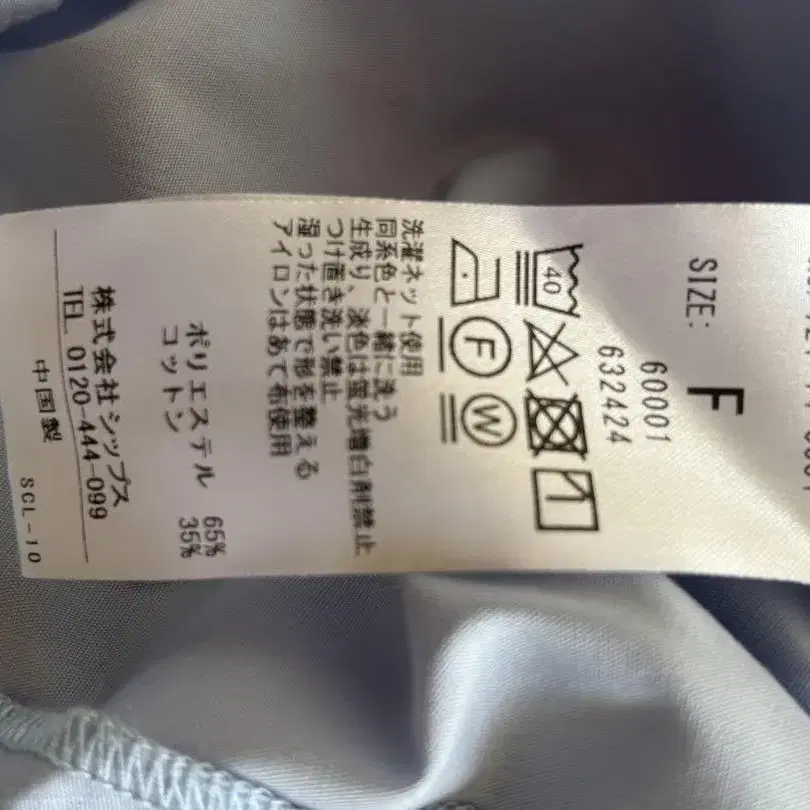 SIZE:
F
60001
632424
40
F
W
洗濯ネット使用
同系色と一緒に洗う
生成り、淡色は蛍光増白剤禁止
つけ置き洗い禁止
湿った状態で形を整える
アイロンはあて布使用
ポリエステル 65%
コットン 35%
株式会社シップス
TEL. 0120-444-099
中国製
SCL-10